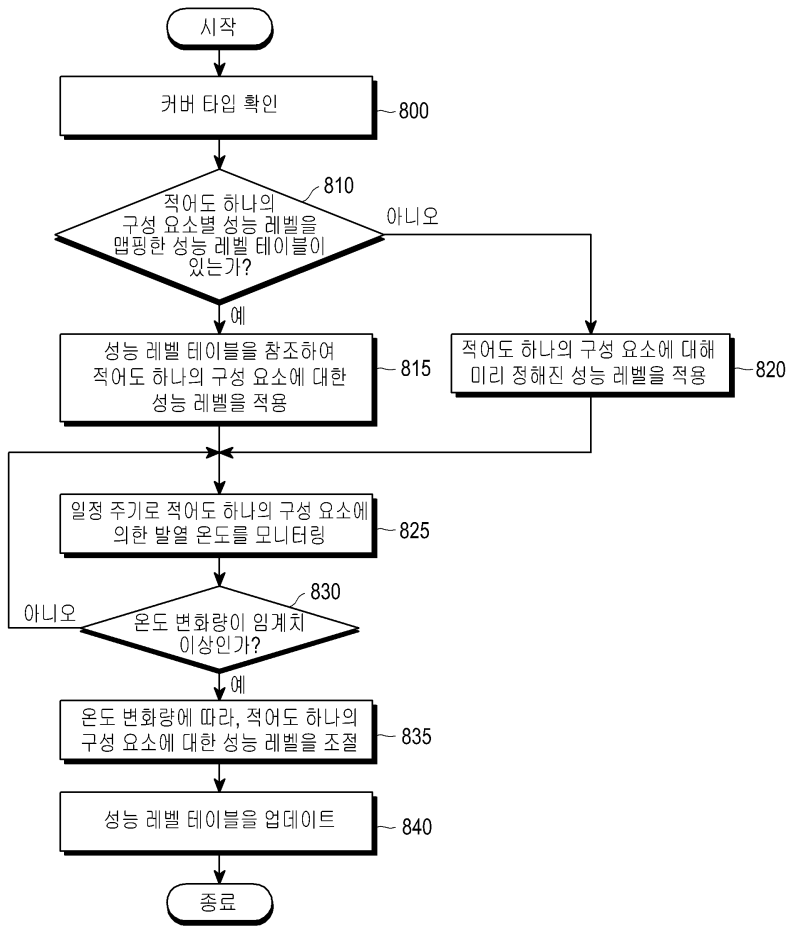 시작
커버 타입 확인
800
810
적어도 하나의
구성 요소별 성능 레벨을
맵핑한 성능 레벨 테이블이
있는가?
아니오
예
성능 레벨 테이블을 참조하여
적어도 하나의 구성 요소에 대한
성능 레벨을 적용
815
적어도 하나의 구성 요소에 대해
미리 정해진 성능 레벨을 적용
820
일정 주기로 적어도 하나의 구성 요소에
의한 발열 온도를 모니터링
825
830
온도 변화량이 임계치
이상인가?
아니오
예
온도 변화량에 따라, 적어도 하나의
구성 요소에 대한 성능 레벨을 조절
835
성능 레벨 테이블을 업데이트
840
종료